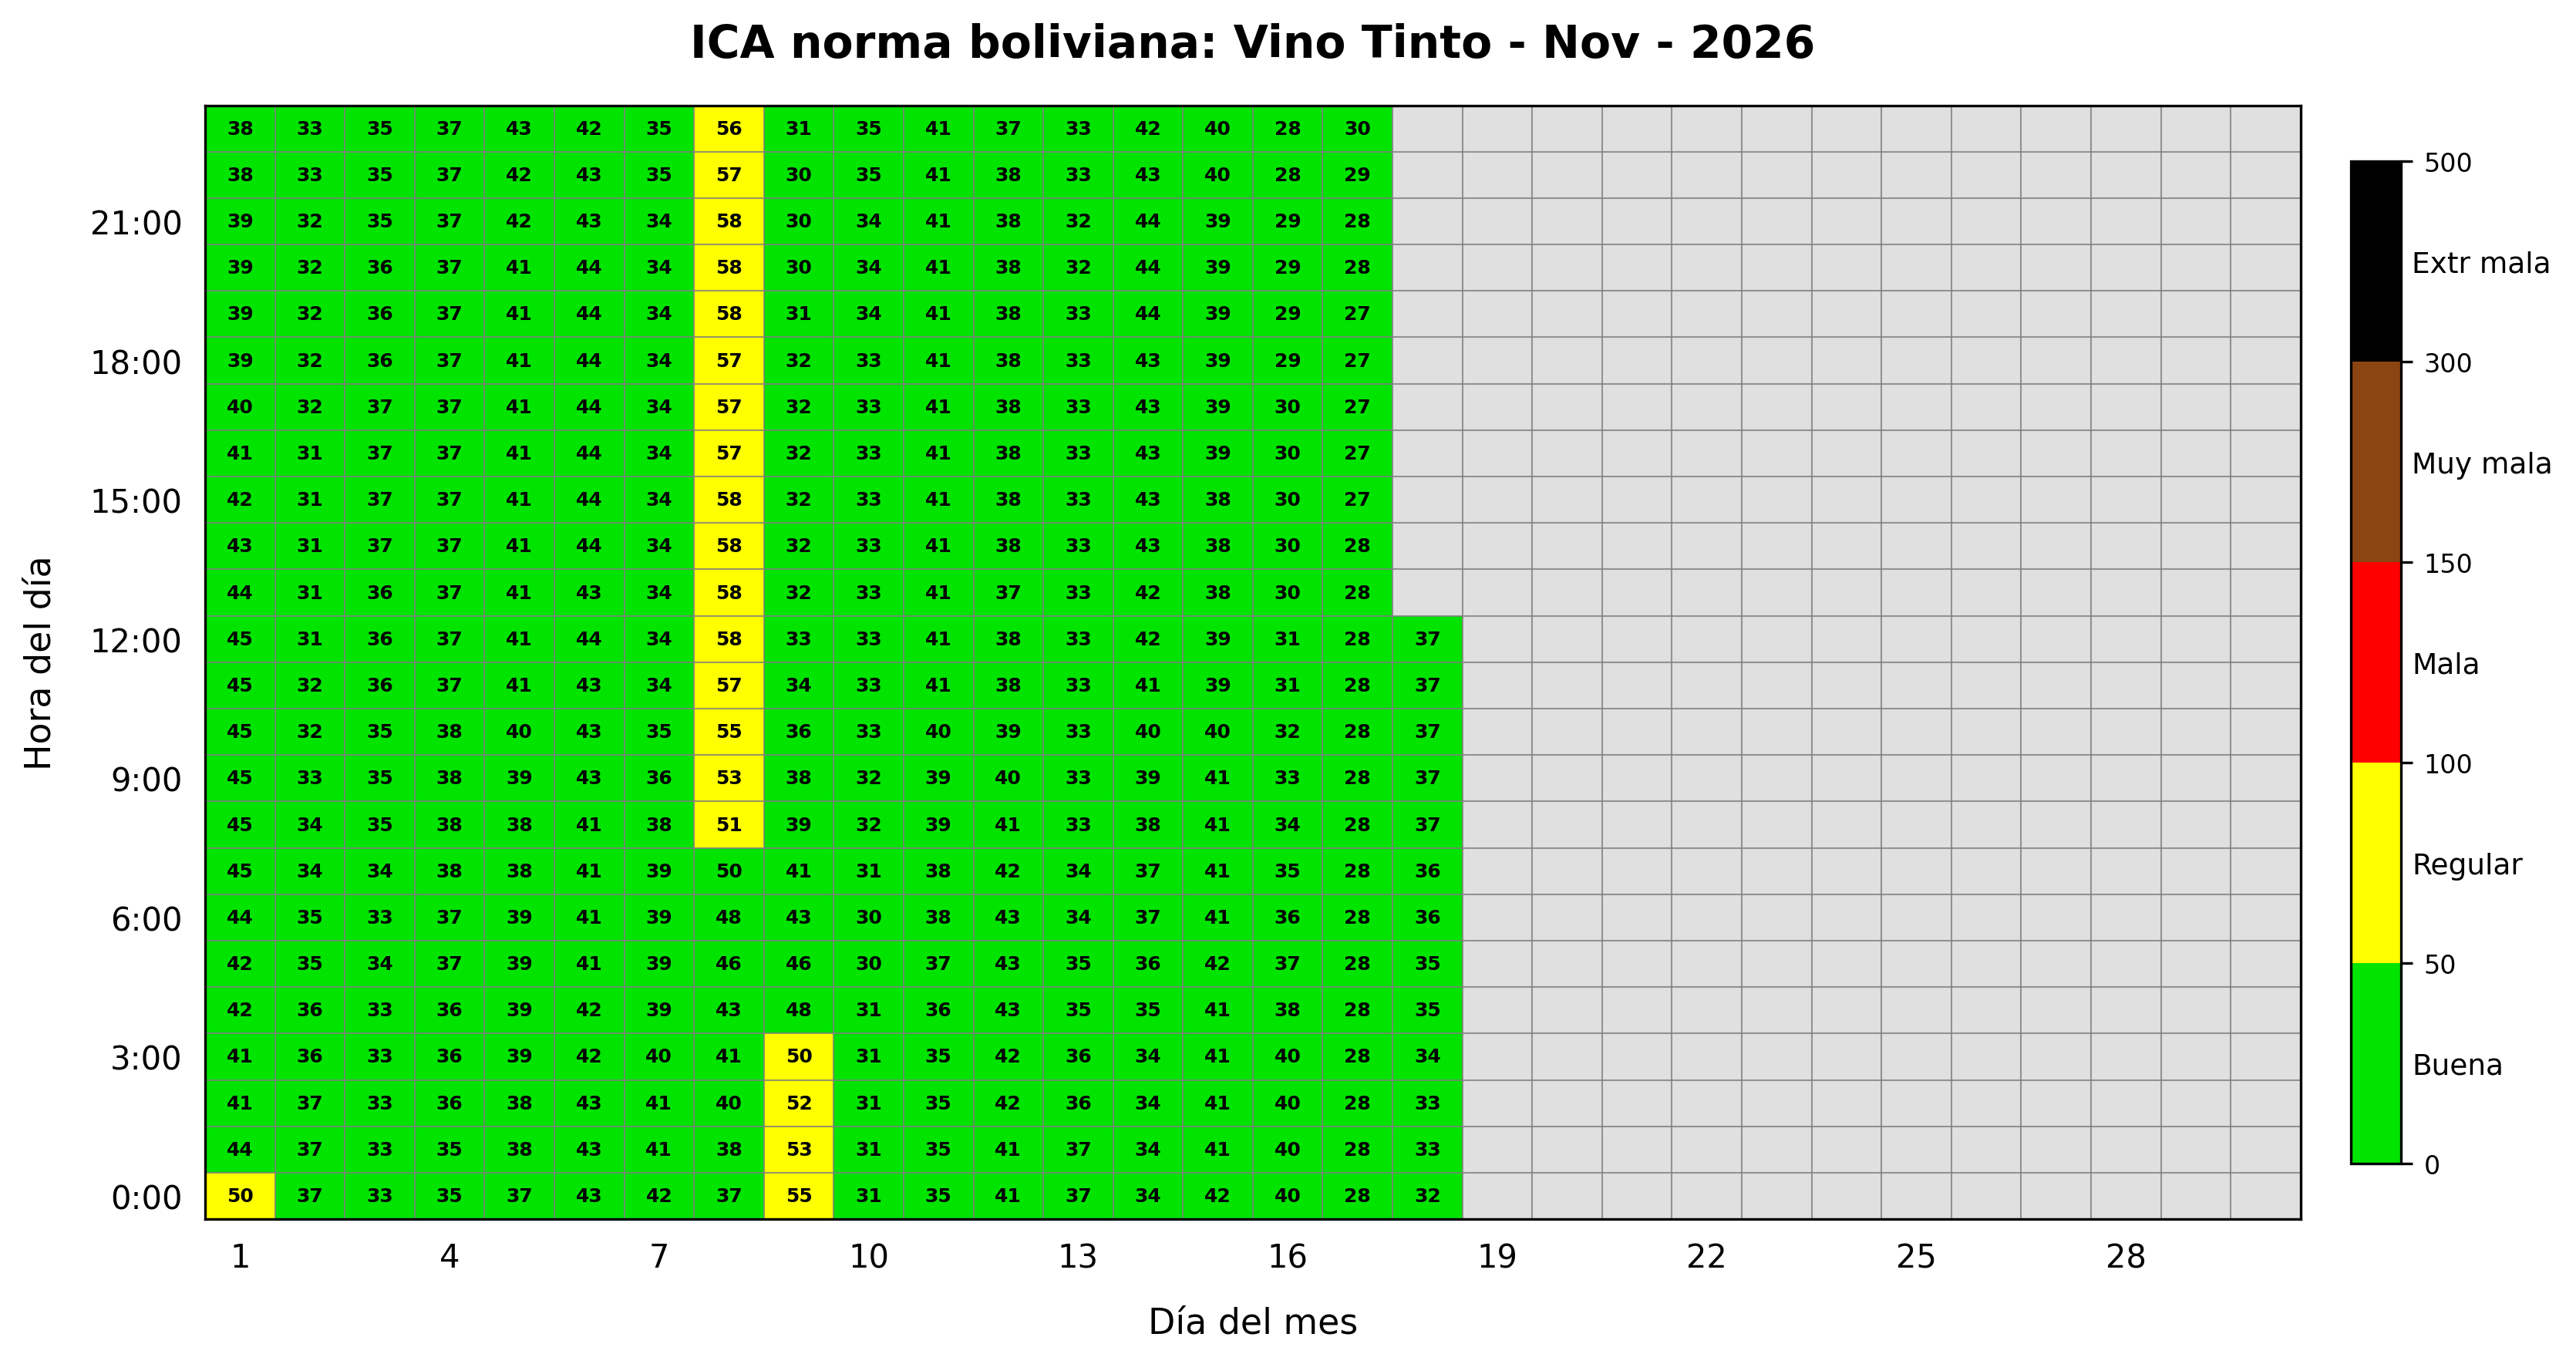 ICA norma boliviana: Vino Tinto - Nov - 2026
38 33 35 37 43 42 35 56 31 35 41 37 33 42 40 28 30
38 33 35 37 42 43 35 57 30 35 41 38 33 43 40 28 29
21:00 39 32 35 37 42 43 34 58 30 34 41 38 32 44 39 29 28
39 32 36 37 41 44 34 58 30 34 41 38 32 44 39 29 28
39 32 36 37 41 44 34 58 31 34 41 38 33 44 39 29 27
18:00 39 32 36 37 41 44 34 57 32 33 41 38 33 43 39 29 27
40 32 37 37 41 44 34 57 32 33 41 38 33 43 39 30 27
41 31 37 37 41 44 34 57 32 33 41 38 33 43 39 30 27
15:00 42 31 37 37 41 44 34 58 32 33 41 38 33 43 38 30 27
43 31 37 37 41 44 34 58 32 33 41 38 33 43 38 30 28
44 31 36 37 41 43 34 58 32 33 41 37 33 42 38 30 28
12:00 45 31 36 37 41 44 34 58 33 33 41 38 33 42 39 31 28 37
45 32 36 37 41 43 34 57 34 33 41 38 33 41 39 31 28 37
45 32 35 38 40 43 35 55 36 33 40 39 33 40 40 32 28 37
9:00 45 33 35 38 39 43 36 53 38 32 39 40 33 39 41 33 28 37
45 34 35 38 38 41 38 51 39 32 39 41 33 38 41 34 28 37
45 34 34 38 38 41 39 50 41 31 38 42 34 37 41 35 28 36
6:00 44 35 33 37 39 41 39 48 43 30 38 43 34 37 41 36 28 36
42 35 34 37 39 41 39 46 46 30 37 43 35 36 42 37 28 35
42 36 33 36 39 42 39 43 48 31 36 43 35 35 41 38 28 35
3:00 41 36 33 36 39 42 40 41 50 31 35 42 36 34 41 40 28 34
41 37 33 36 38 43 41 40 52 31 35 42 36 34 41 40 28 33
44 37 33 35 38 43 41 38 53 31 35 41 37 34 41 40 28 33
0:00 50 37 33 35 37 43 42 37 55 31 35 41 37 34 42 40 28 32
1 4 7 10 13 16 19 22 25 28
Día del mes
Hora del día
500
Extr mala
300
Muy mala
150
Mala
100
Regular
50
Buena
0